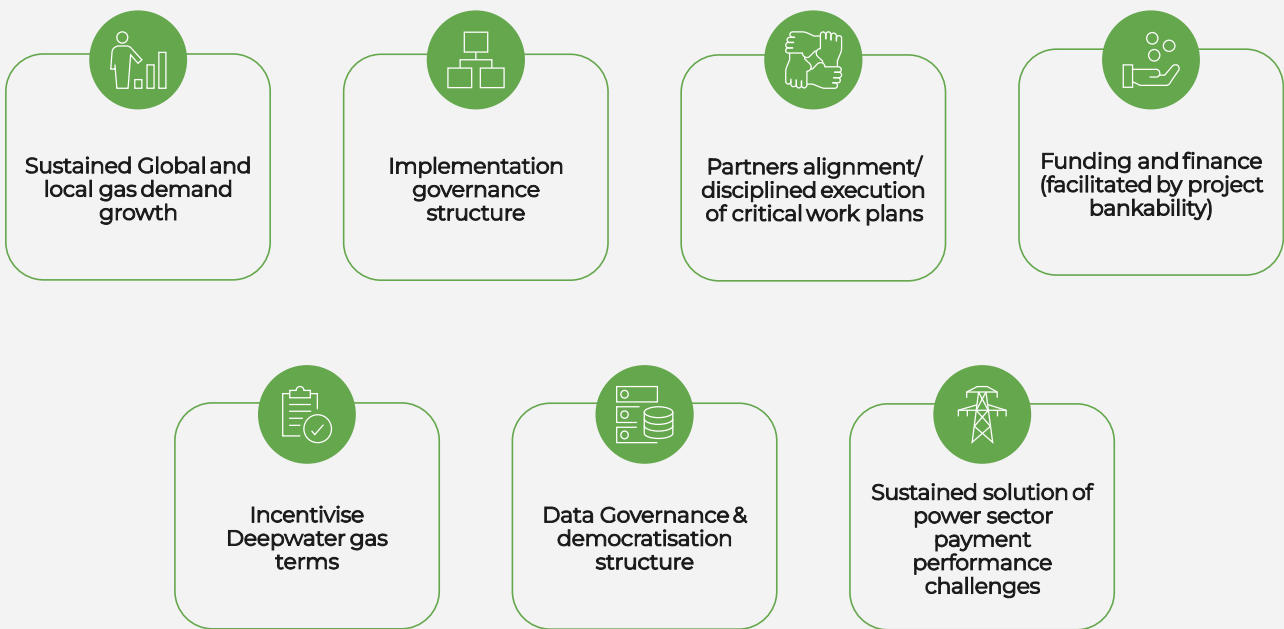 Sustained Global and
local gas demand
growth
Implementation
governance
structure
Partners alignment/
disciplined execution
of critical work plans
Funding and finance
(facilitated by project
bankability)
Incentivise
Deepwater gas
terms
Data Governance &
democratisation
structure
Sustained solution of
power sector
payment
performance
challenges